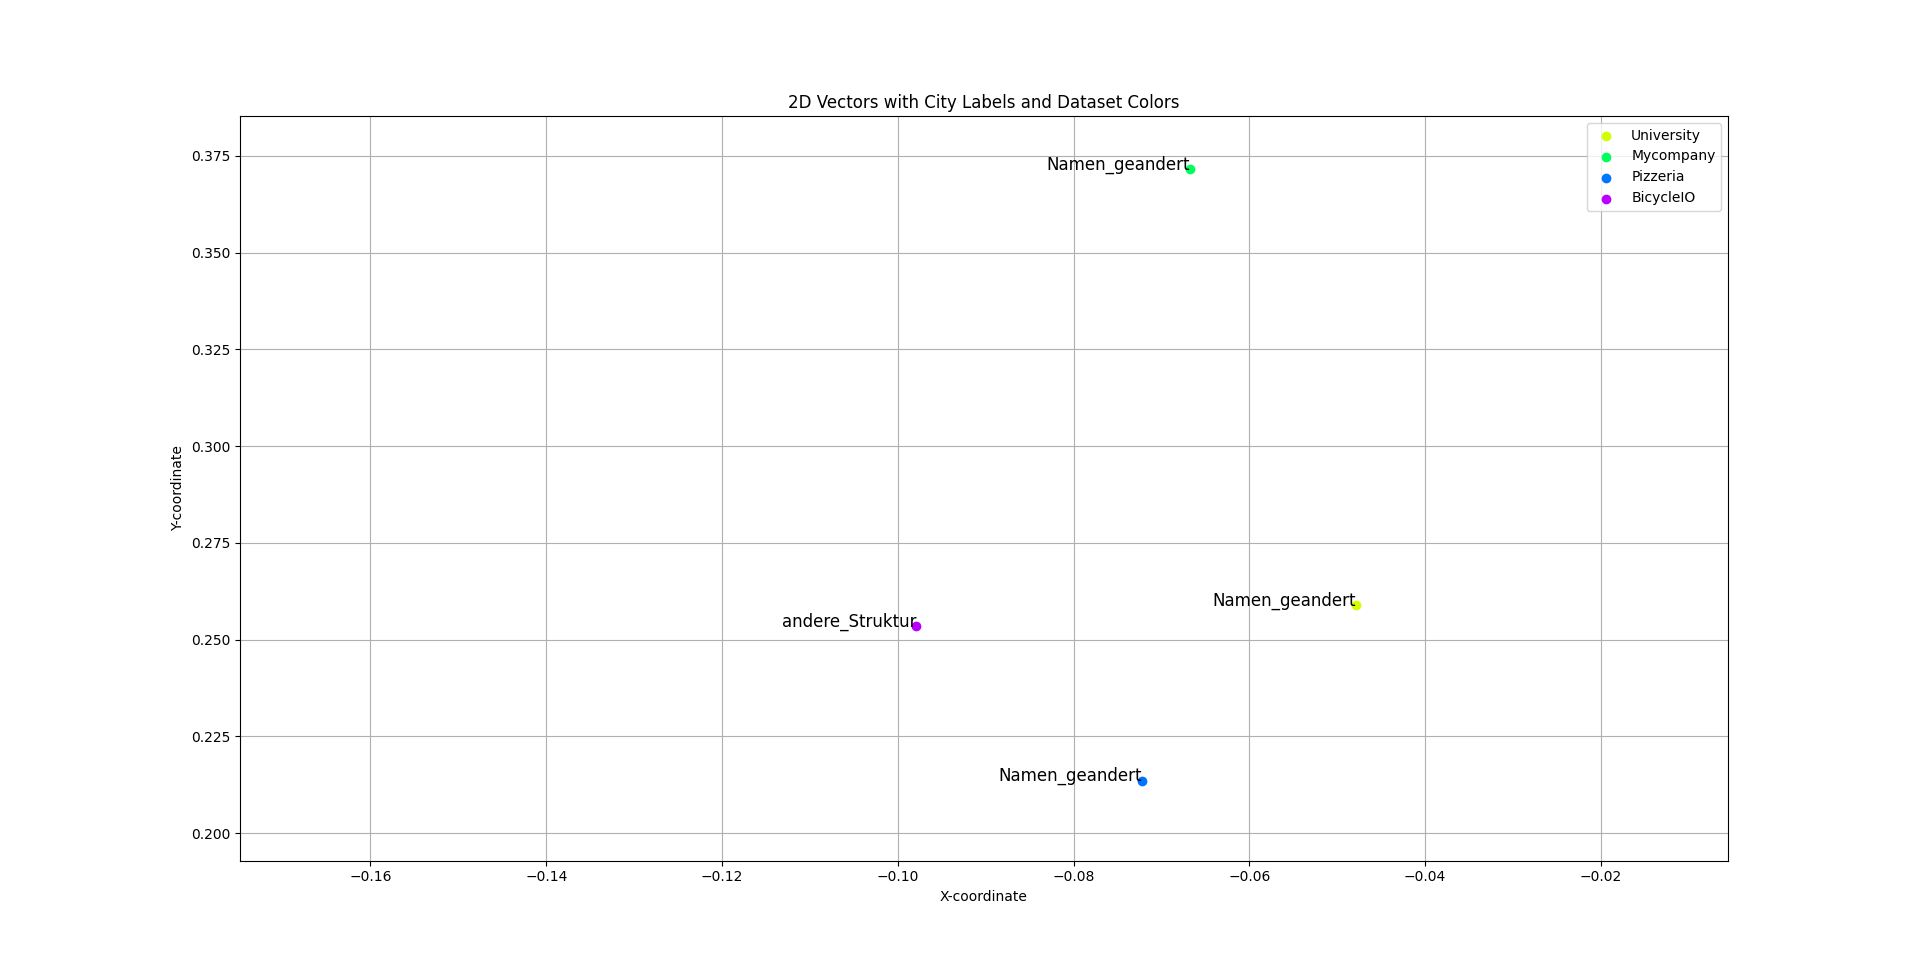 2D Vectors with City Labels and Dataset Colors
University
Mycompany
Pizzeria
BicycleIO
Namen_geandert
Namen_geandert
andere_Struktur
Namen_geandert
0.375
0.350
0.325
0.300
0.275
0.250
0.225
0.200
Y-coordinate
−0.16
−0.14
−0.12
−0.10
−0.08
−0.06
−0.04
−0.02
X-coordinate